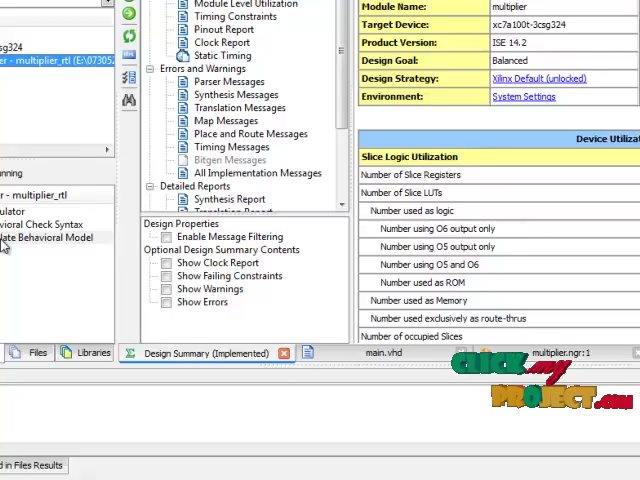 Module Level Utilization
Timing Constraints
Pinout Report
Clock Report
Static Timing
Errors and Warnings
Parser Messages
Synthesis Messages
Translation Messages
Map Messages
Place and Route Messages
Timing Messages
Bitgen Messages
All Implementation Messages
Detailed Reports
Synthesis Report
Translation Report
sg324
er - multiplier_rtl (E:\07305
nning
r - multiplier_rtl
ulator
vioral Check Syntax
late Behavioral Model
Design Properties
Enable Message Filtering
Optional Design Summary Contents
Show Clock Report
Show Failing Constraints
Show Warnings
Show Errors
Module Name: multiplier
Target Device: xc7a100t-3csg324
Product Version: ISE 14.2
Design Goal: Balanced
Design Strategy: Xilinx Default (unlocked)
Environment: System Settings
Device Utiliza
Slice Logic Utilization
Number of Slice Registers
Number of Slice LUTs
Number used as logic
Number using O6 output only
Number using O5 output only
Number using O5 and O6
Number used as ROM
Number used as Memory
Number used exclusively as route-thrus
Number of occupied Slices
Files
Libraries
Design Summary (Implemented)
main.vhd
multiplier.ngr:1
CLICK my
PROJECT.com
d in Files Results